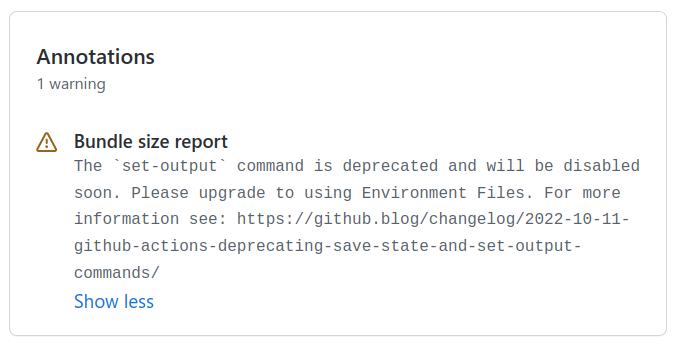 Annotations
1 warning
Bundle size report
The `set-output` command is deprecated and will be disabled
soon. Please upgrade to using Environment Files. For more
information see: https://github.blog/changelog/2022-10-11-
github-actions-deprecating-save-state-and-set-output-
commands/
Show less